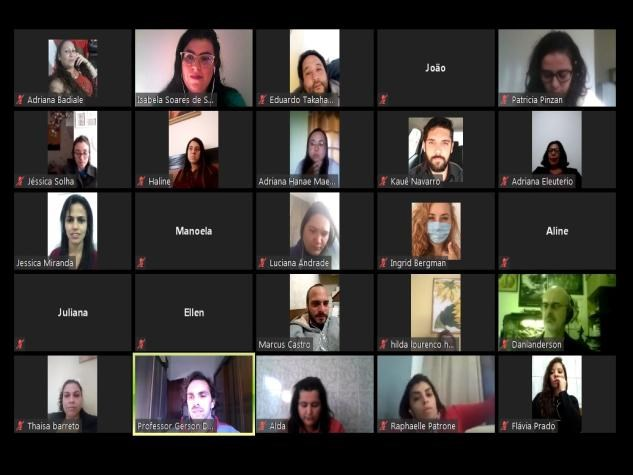 Adriana Badiale
Isabela Soares de S...
Eduardo Takaha...
João
Patricia Pinzan
Jéssica Solha
Haline
Adriana Hanae Mae...
Kauê Navarro
Adriana Eleuterio
Jessica Miranda
Manoela
Luciana Andrade
Ingrid Bergman
Aline
Juliana
Ellen
Marcus Castro
hilda lourenco h...
Danianderson
Thaisa barreto
Professor Gerson D...
Alda
Raphaelle Patrone
Flávia Prado